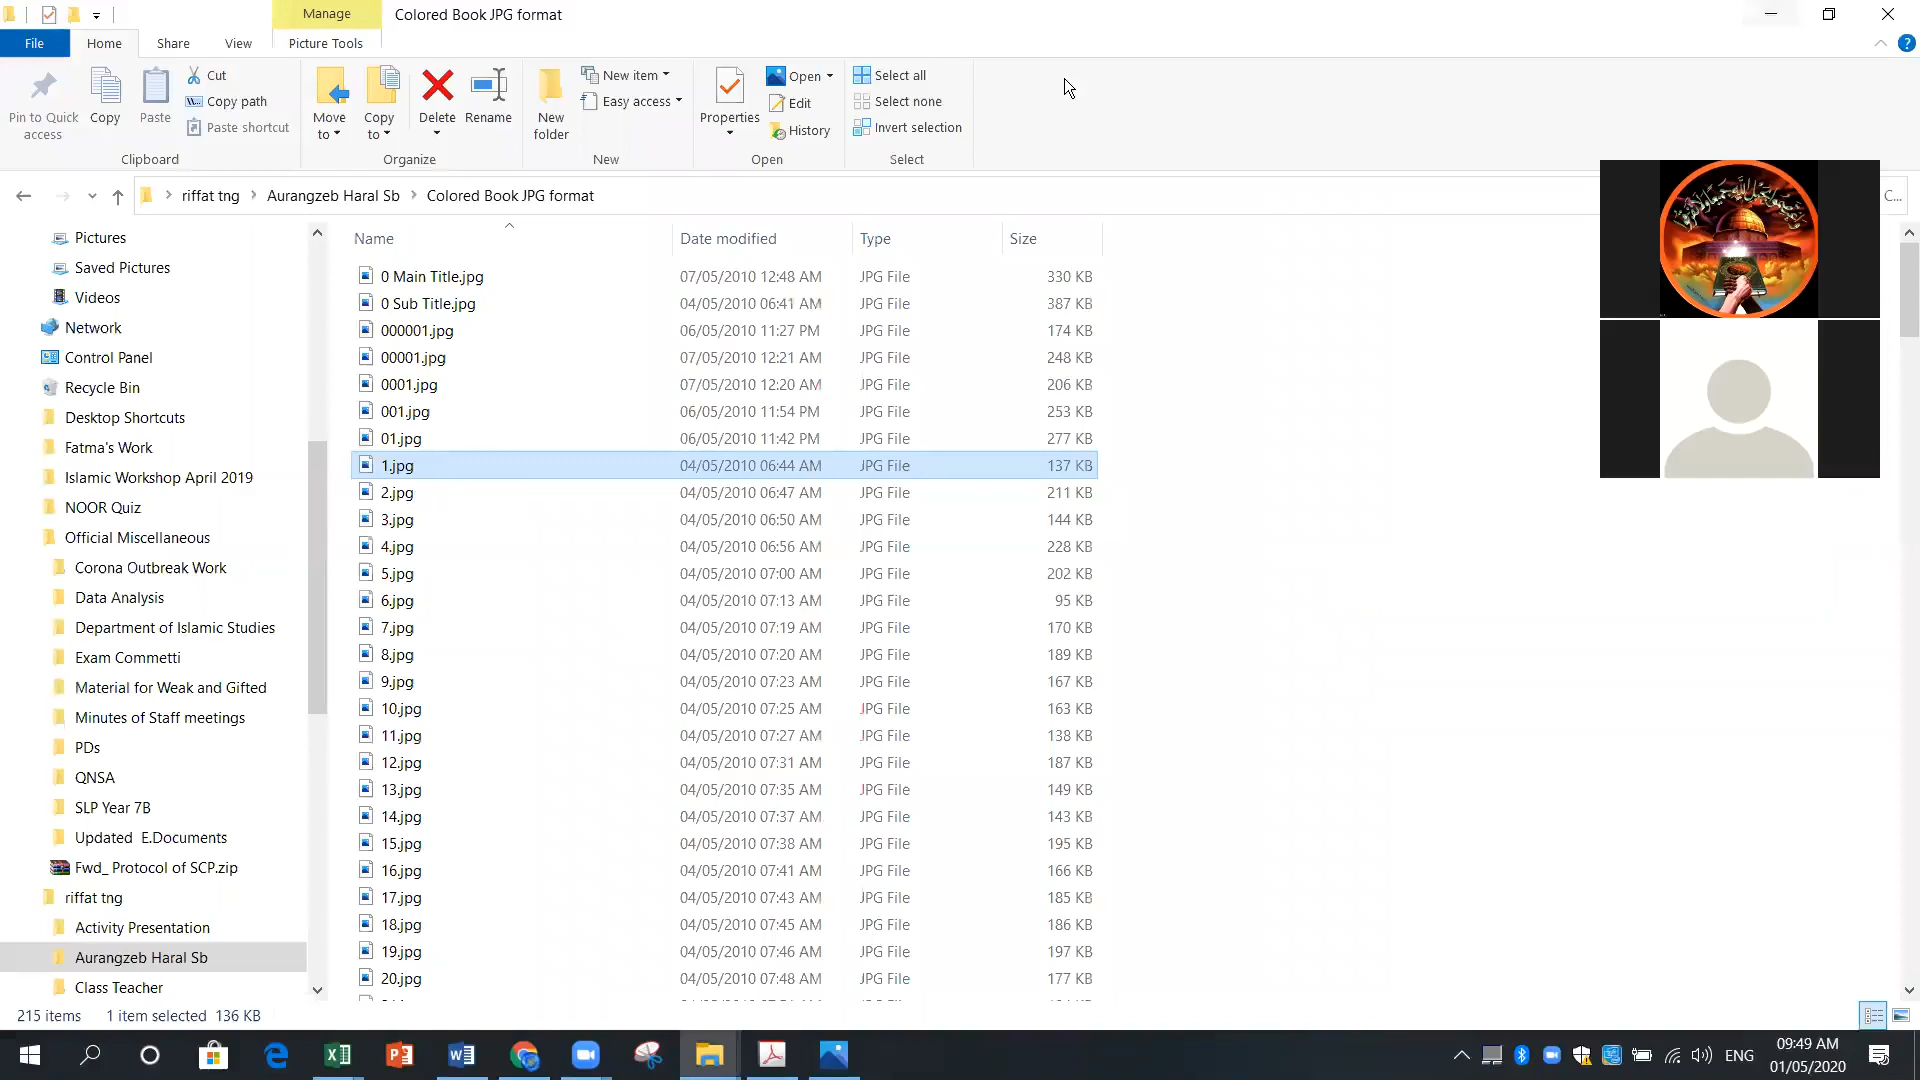 Manage
Colored Book JPG format
File
Home
Share
View
Picture Tools
Pin to Quick access
Copy
Paste
Cut
Copy path
Paste shortcut
Clipboard
Move to
Copy to
Delete
Rename
Organize
New folder
New item
Easy access
New
Properties
Open
Edit
History
Open
Select all
Select none
Invert selection
Select
riffat tng
Aurangzeb Haral Sb
Colored Book JPG format
C...
Pictures
Saved Pictures
Videos
Network
Control Panel
Recycle Bin
Desktop Shortcuts
Fatma's Work
Islamic Workshop April 2019
NOOR Quiz
Official Miscellaneous
Corona Outbreak Work
Data Analysis
Department of Islamic Studies
Exam Commetti
Material for Weak and Gifted
Minutes of Staff meetings
PDs
QNSA
SLP Year 7B
Updated E.Documents
Fwd_ Protocol of SCP.zip
riffat tng
Activity Presentation
Aurangzeb Haral Sb
Class Teacher
Name Date modified Type Size
0 Main Title.jpg 07/05/2010 12:48 AM JPG File 330 KB
0 Sub Title.jpg 04/05/2010 06:41 AM JPG File 387 KB
000001.jpg 06/05/2010 11:27 PM JPG File 174 KB
00001.jpg 07/05/2010 12:21 AM JPG File 248 KB
0001.jpg 07/05/2010 12:20 AM JPG File 206 KB
001.jpg 06/05/2010 11:54 PM JPG File 253 KB
01.jpg 06/05/2010 11:42 PM JPG File 277 KB
1.jpg 04/05/2010 06:44 AM JPG File 137 KB
2.jpg 04/05/2010 06:47 AM JPG File 211 KB
3.jpg 04/05/2010 06:50 AM JPG File 144 KB
4.jpg 04/05/2010 06:56 AM JPG File 228 KB
5.jpg 04/05/2010 07:00 AM JPG File 202 KB
6.jpg 04/05/2010 07:13 AM JPG File 95 KB
7.jpg 04/05/2010 07:19 AM JPG File 170 KB
8.jpg 04/05/2010 07:20 AM JPG File 189 KB
9.jpg 04/05/2010 07:23 AM JPG File 167 KB
10.jpg 04/05/2010 07:25 AM JPG File 163 KB
11.jpg 04/05/2010 07:27 AM JPG File 138 KB
12.jpg 04/05/2010 07:31 AM JPG File 187 KB
13.jpg 04/05/2010 07:35 AM JPG File 149 KB
14.jpg 04/05/2010 07:37 AM JPG File 143 KB
15.jpg 04/05/2010 07:38 AM JPG File 195 KB
16.jpg 04/05/2010 07:41 AM JPG File 166 KB
17.jpg 04/05/2010 07:43 AM JPG File 185 KB
18.jpg 04/05/2010 07:45 AM JPG File 186 KB
19.jpg 04/05/2010 07:46 AM JPG File 197 KB
20.jpg 04/05/2010 07:48 AM JPG File 177 KB
215 items 1 item selected 136 KB
ENG
09:49 AM
01/05/2020